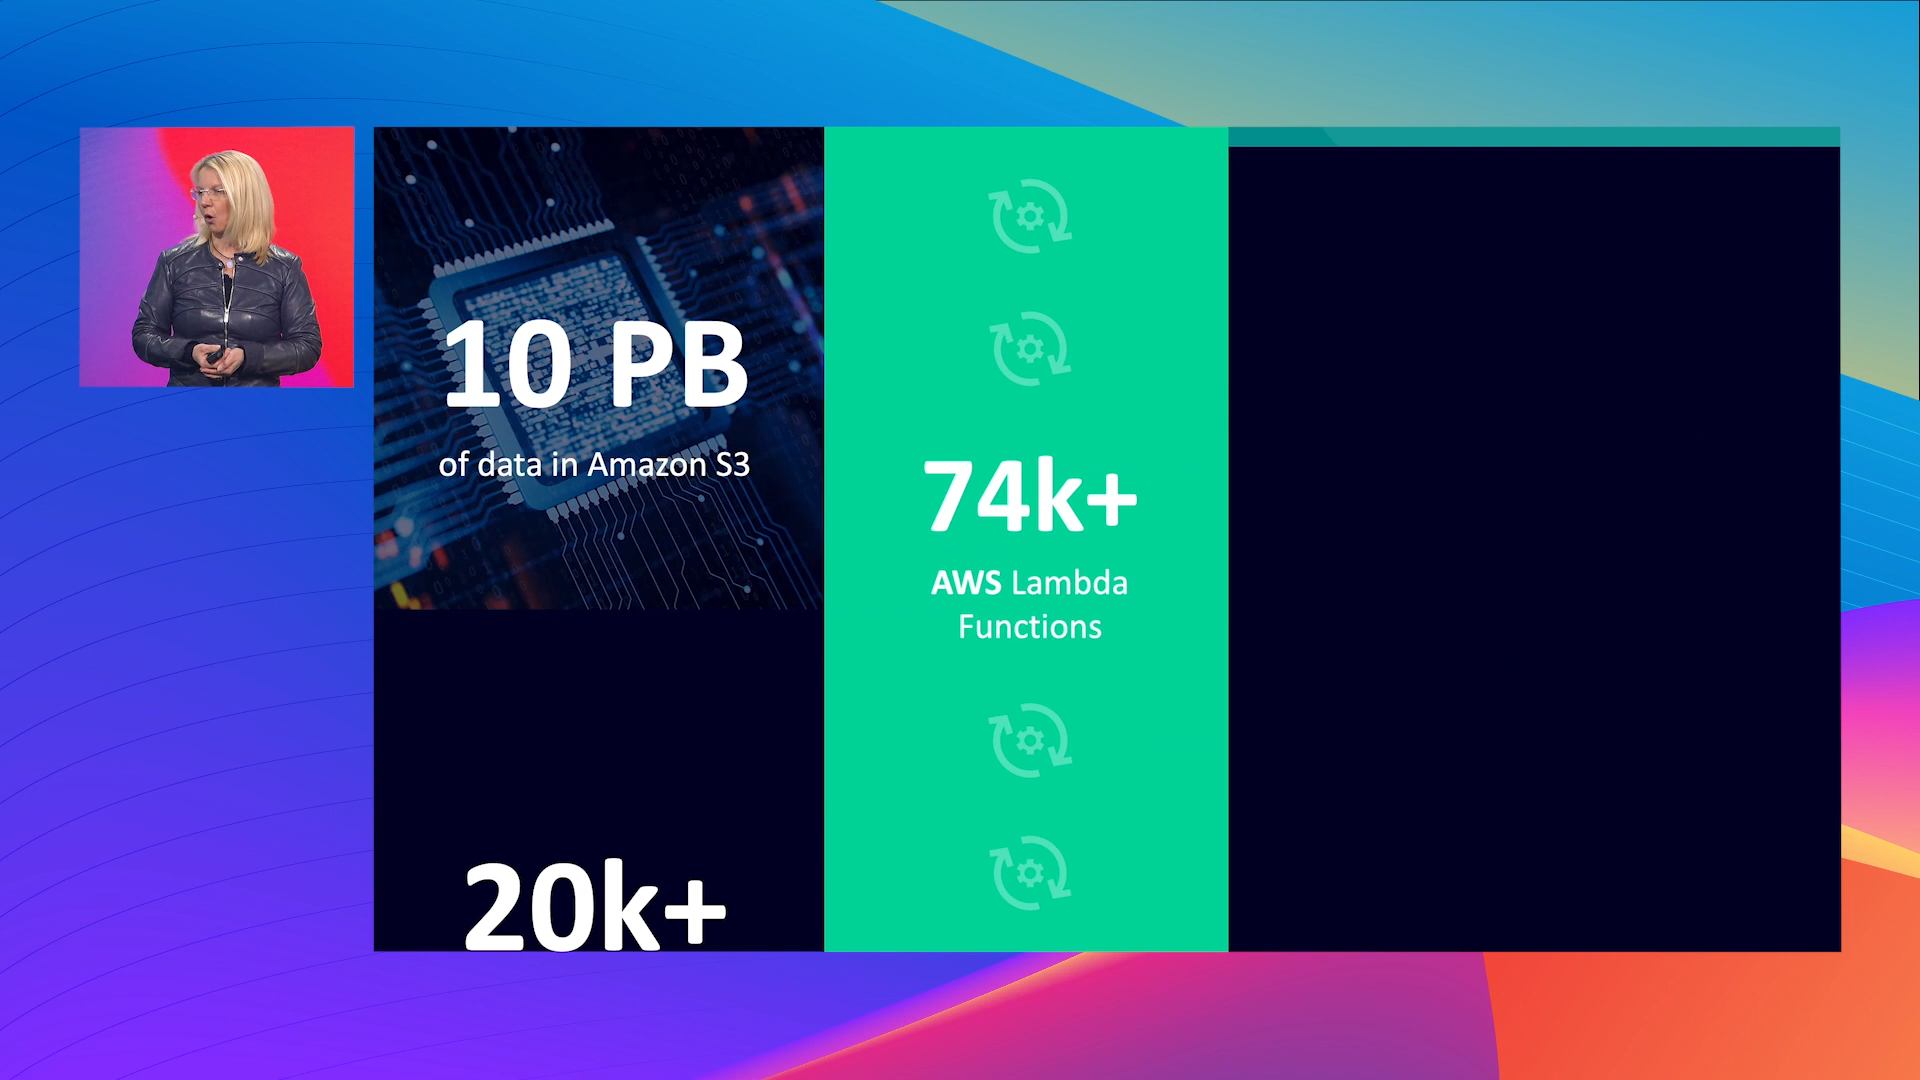 10 PB
of data in Amazon S3
74k+
AWS Lambda
Functions
20k+